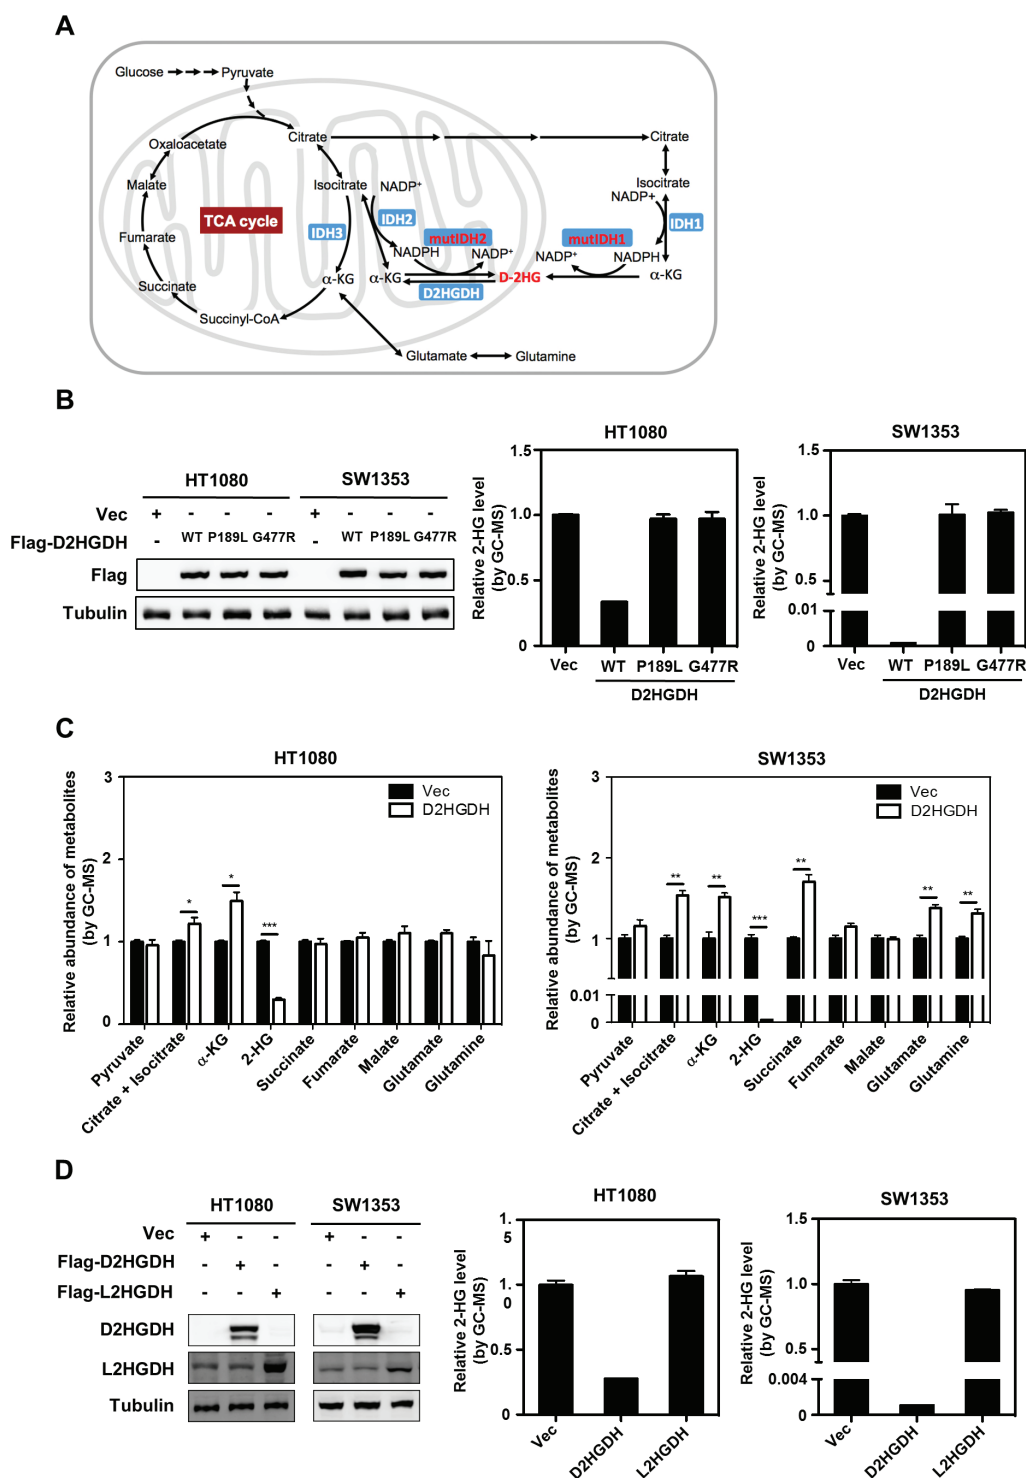 A
Glucose
Pyruvate
Citrate
Citrate
Oxaloacetate
Isocitrate
Isocitrate
Malate
NADP⁺
NADP+
TCA cycle
IDH2
IDH1
IDH3
Fumarate
mutIDH2
mutIDH1
NADPH
NADP⁺
NADP⁺
NADPH
α-KG
α-KG
D-2HG
α-KG
Succinate
D2HGDH
Succinyl-CoA
Glutamate
Glutamine
B
HT1080
SW1353
Vec + - - - + - - -
Flag-D2HGDH - WT P189L G477R - WT P189L G477R
Flag
Tubulin
HT1080
Relative 2-HG level
(by GC-MS)
1.5
1.0
0.5
0
Vec WT P189L G477R
D2HGDH
SW1353
Relative 2-HG level
(by GC-MS)
1.5
1.0
0.5
0.01
0
Vec WT P189L G477R
D2HGDH
C
HT1080
Relative abundance of metabolites
(by GC-MS)
3
2
1
0
Vec
D2HGDH
* * ***
Pyruvate
Citrate + Isocitrate
α-KG
2-HG
Succinate
Fumarate
Malate
Glutamate
Glutamine
SW1353
Relative abundance of metabolites
(by GC-MS)
3
2
1
0.01
0
Vec
D2HGDH
** ** *** ** ** **
Pyruvate
Citrate + Isocitrate
α-KG
2-HG
Succinate
Fumarate
Malate
Glutamate
Glutamine
D
HT1080
SW1353
Vec + - - + - -
Flag-D2HGDH - + - - + -
Flag-L2HGDH - - + - - +
D2HGDH
L2HGDH
Tubulin
HT1080
Relative 2-HG level
(by GC-MS)
1.
5
1.
0
0.5
0
Vec
D2HGDH
L2HGDH
SW1353
Relative 2-HG level
(by GC-MS)
1.5
1.0
0.5
0.004
0
Vec
D2HGDH
L2HGDH